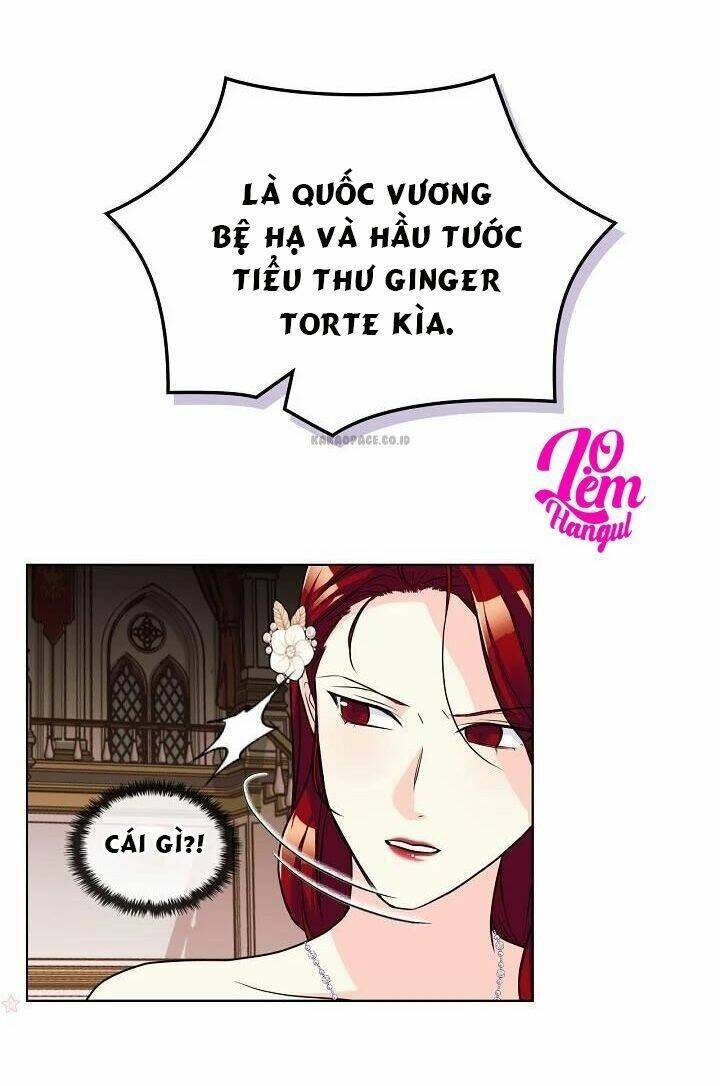 LÀ QUỐC VƯƠNG
BỆ HẠ VÀ HẦU TƯỚC
TIỂU THƯ GINGER
TORTE KÌA.
KAKAOPAGE.CO.ID
LO
LEM
Hangul
CÁI GÌ?!